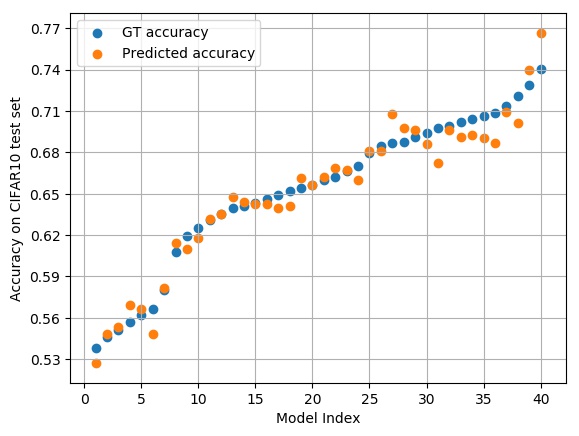 GT accuracy
Predicted accuracy
Accuracy on CIFAR10 test set
0.77
0.74
0.71
0.68
0.65
0.62
0.59
0.56
0.53
0 5 10 15 20 25 30 35 40
Model Index